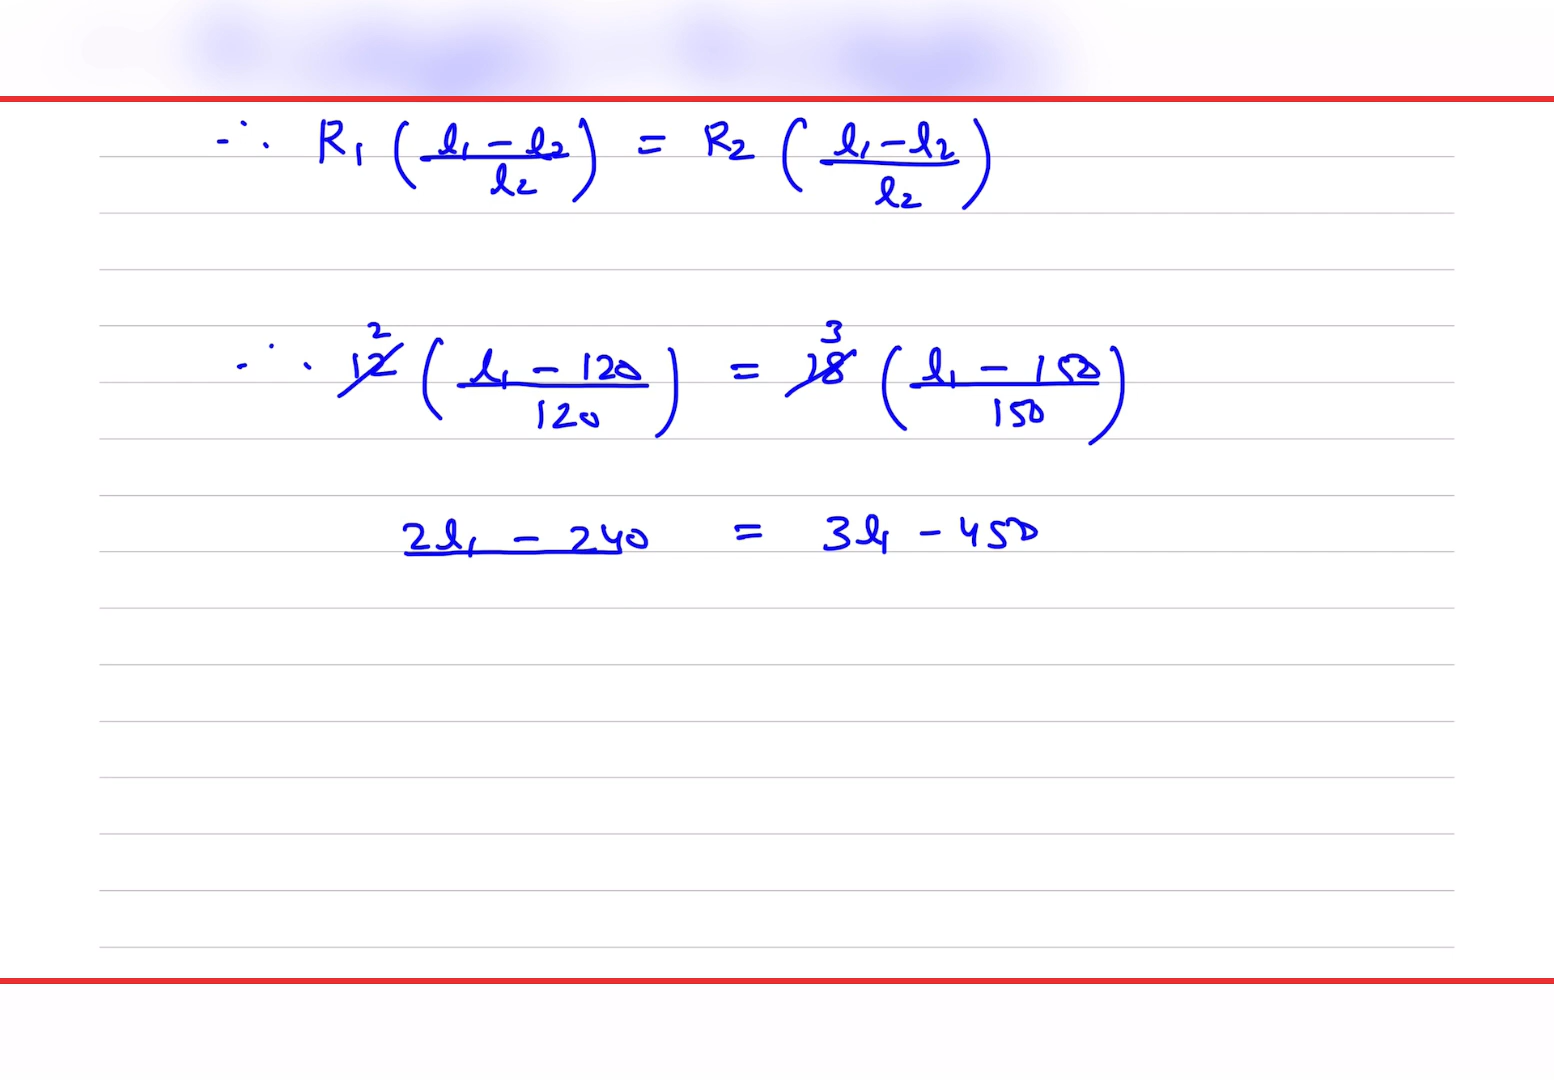 ∴ R₁ ( (l₁ - l₂) / l₂ ) = R₂ ( (l₁ - l₂) / l₂ )
2 3
∴ 12 ( (l₁ - 120) / 120 ) = 18 ( (l₁ - 150) / 150 )
2l₁ - 240 = 3l₁ - 450